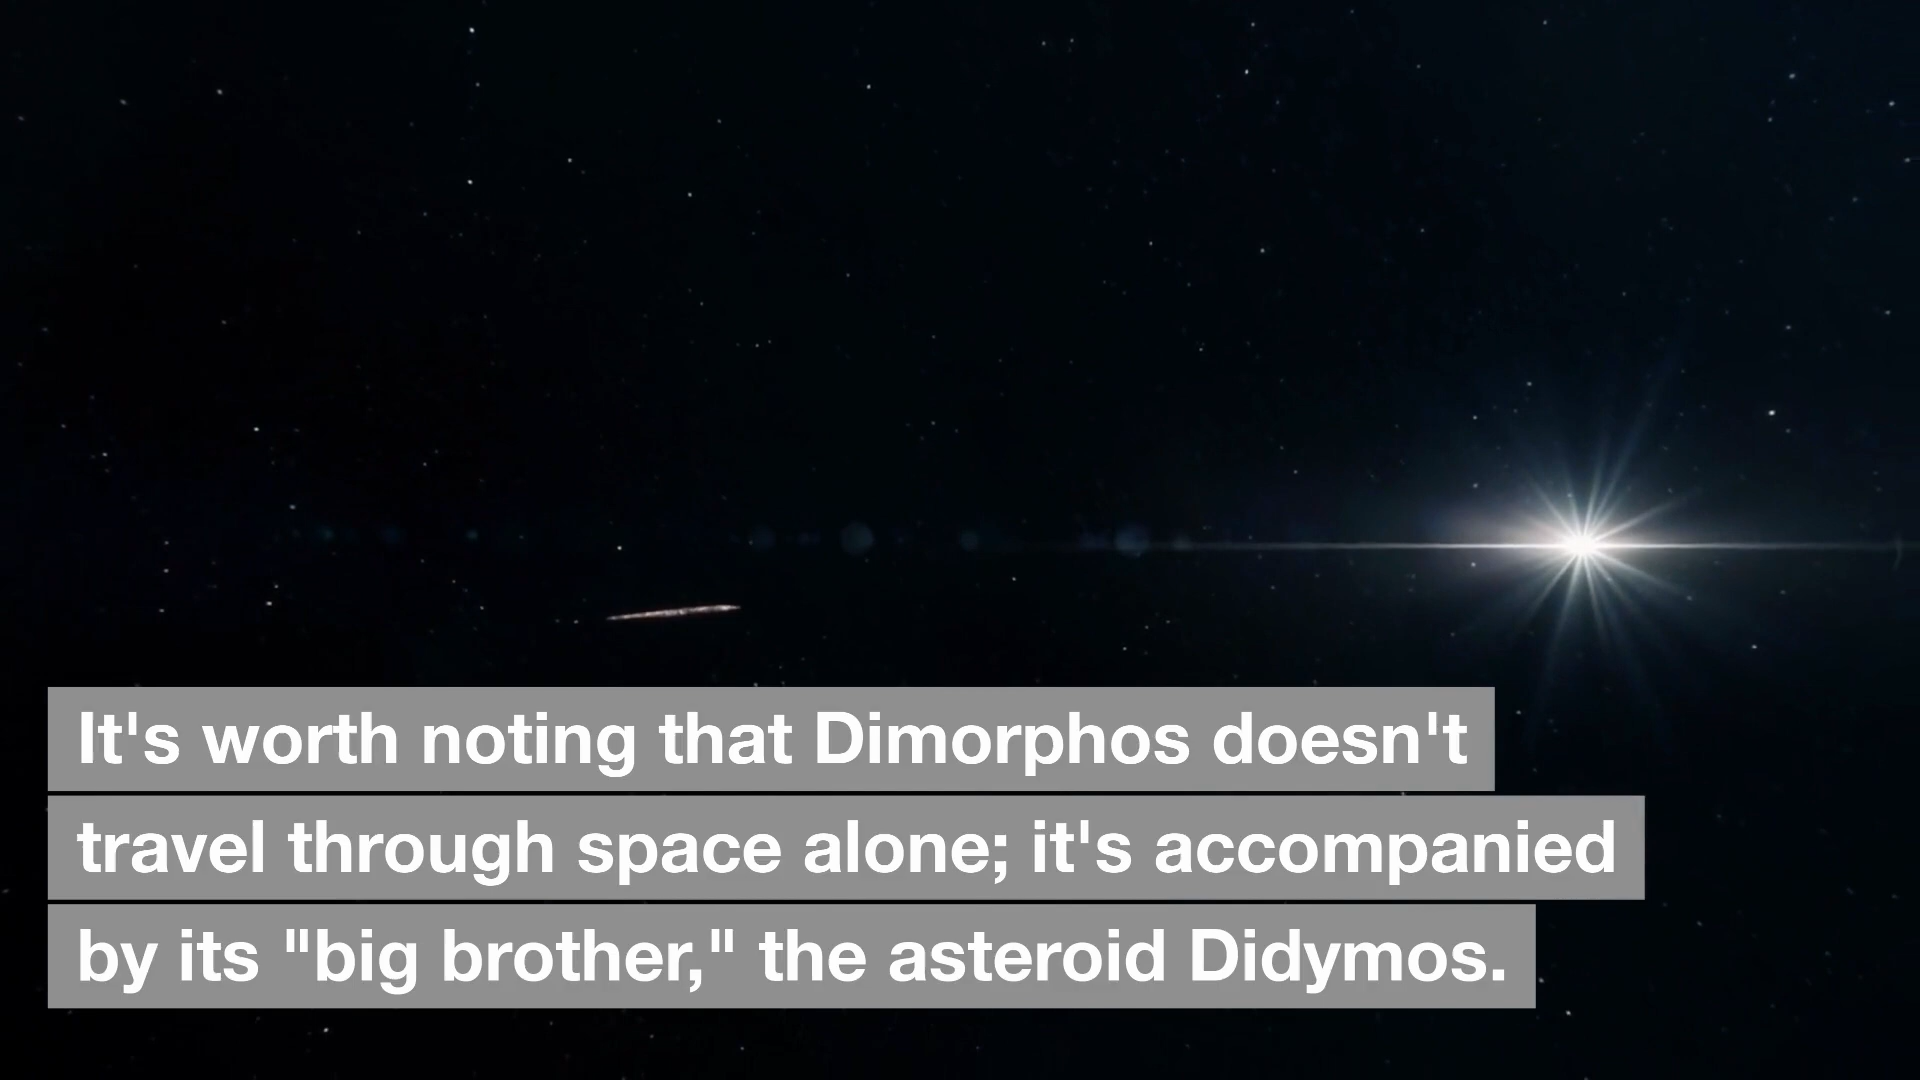 It's worth noting that Dimorphos doesn't
travel through space alone; it's accompanied
by its "big brother," the asteroid Didymos.